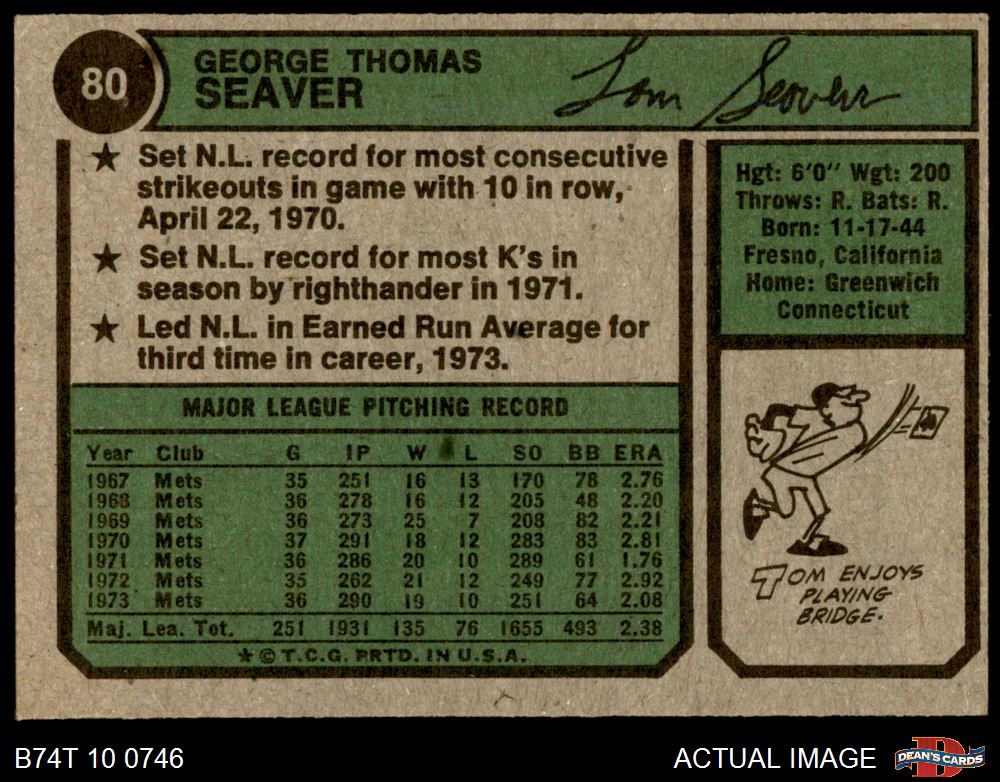 80
GEORGE THOMAS
SEAVER
Tom Seaver
★ Set N.L. record for most consecutive
strikeouts in game with 10 in row,
April 22, 1970.
★ Set N.L. record for most K's in
season by righthander in 1971.
★ Led N.L. in Earned Run Average for
third time in career, 1973.
Hgt: 6'0" Wgt: 200
Throws: R. Bats: R.
Born: 11-17-44
Fresno, California
Home: Greenwich
Connecticut
MAJOR LEAGUE PITCHING RECORD
Year Club G IP W L SO BB ERA
1967 Mets 35 251 16 13 170 78 2.76
1968 Mets 36 278 16 12 205 48 2.20
1969 Mets 36 273 25 7 208 82 2.21
1970 Mets 37 291 18 12 283 83 2.81
1971 Mets 36 286 20 10 289 61 1.76
1972 Mets 35 262 21 12 249 77 2.92
1973 Mets 36 290 19 10 251 64 2.08
Maj. Lea. Tot. 251 1931 135 76 1655 493 2.38
★ © T.C.G. PRTD. IN U.S.A.
TOM ENJOYS
PLAYING
BRIDGE.
B74T 10 0746
ACTUAL IMAGE
D
DEAN'S CARDS